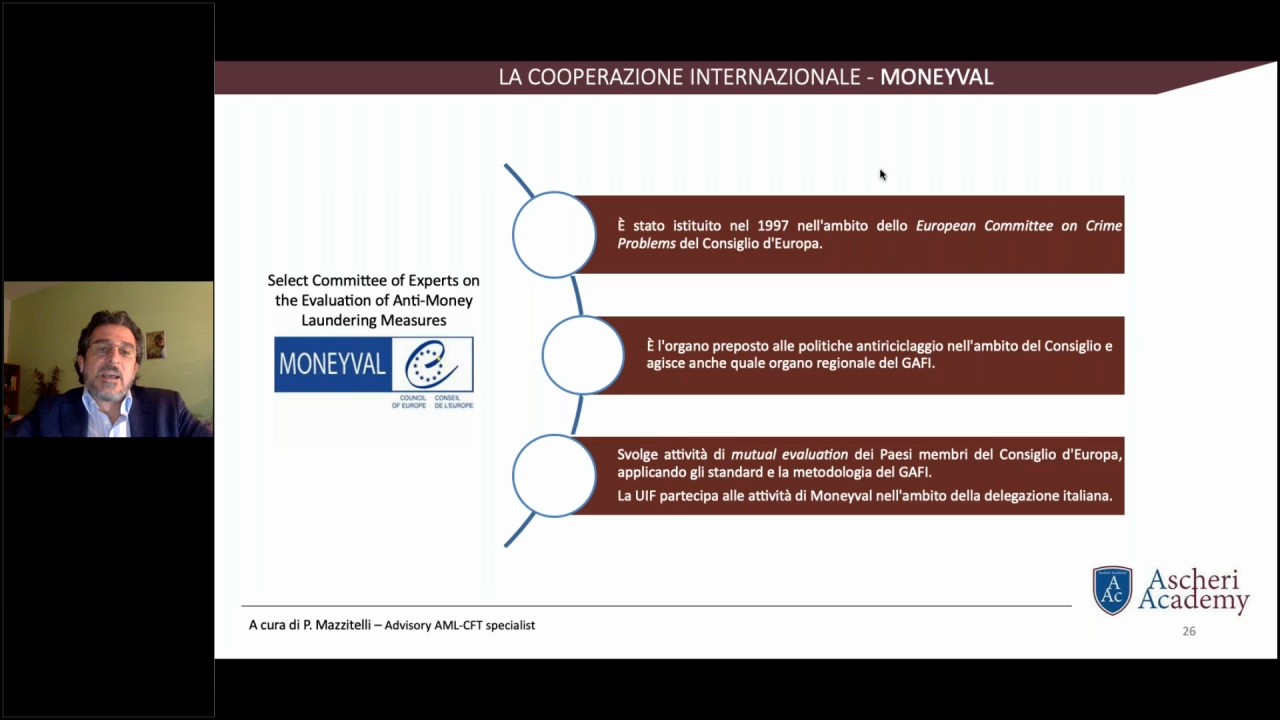 LA COOPERAZIONE INTERNAZIONALE - MONEYVAL
Select Committee of Experts on
the Evaluation of Anti-Money
Laundering Measures
MONEYVAL
COUNCIL CONSEIL
OF EUROPE DE L'EUROPE
È stato istituito nel 1997 nell'ambito dello European Committee on Crime
Problems del Consiglio d'Europa.
È l'organo preposto alle politiche antiriciclaggio nell'ambito del Consiglio e
agisce anche quale organo regionale del GAFI.
Svolge attività di mutual evaluation dei Paesi membri del Consiglio d'Europa,
applicando gli standard e la metodologia del GAFI.
La UIF partecipa alle attività di Moneyval nell'ambito della delegazione italiana.
A cura di P. Mazzitelli – Advisory AML-CFT specialist
A
Ac
Ascheri
Academy
26